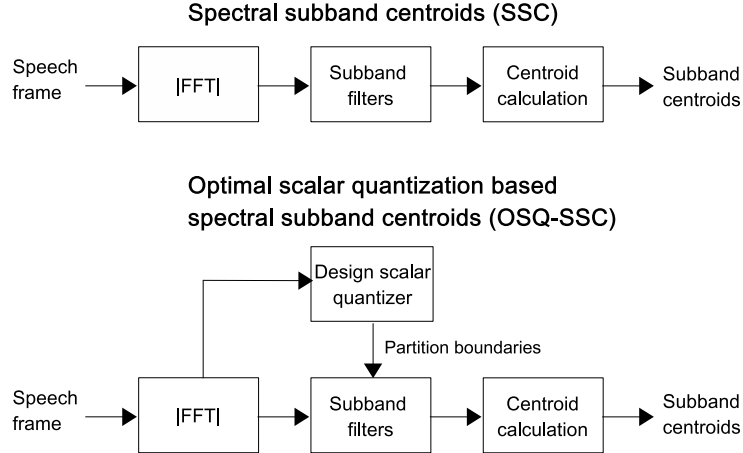 Spectral subband centroids (SSC)
Speech
frame
|FFT|
Subband
filters
Centroid
calculation
Subband
centroids
Optimal scalar quantization based
spectral subband centroids (OSQ-SSC)
Design scalar
quantizer
Partition boundaries
Speech
frame
|FFT|
Subband
filters
Centroid
calculation
Subband
centroids